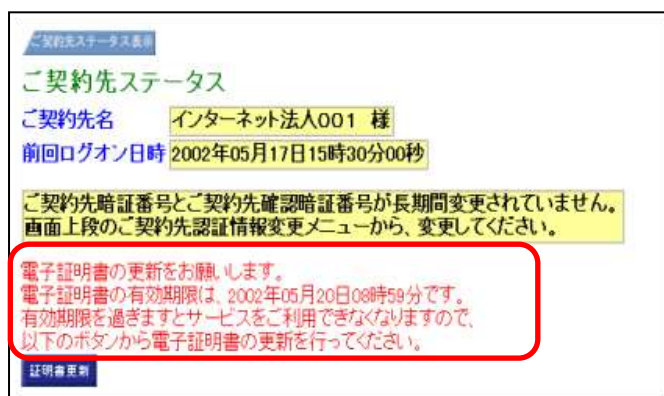 ご契約先ステータス表示
ご契約先ステータス
ご契約先名 インターネット法人001 様
前回ログオン日時 2002年05月17日15時30分00秒
ご契約先暗証番号とご契約先確認暗証番号が長期間変更されていません。
画面上段のご契約先認証情報変更メニューから、変更してください。
電子証明書の更新をお願いします。
電子証明書の有効期限は、2002年05月20日08時59分です。
有効期限を過ぎますとサービスをご利用できなくなりますので、
以下のボタンから電子証明書の更新を行ってください。
証明書更新